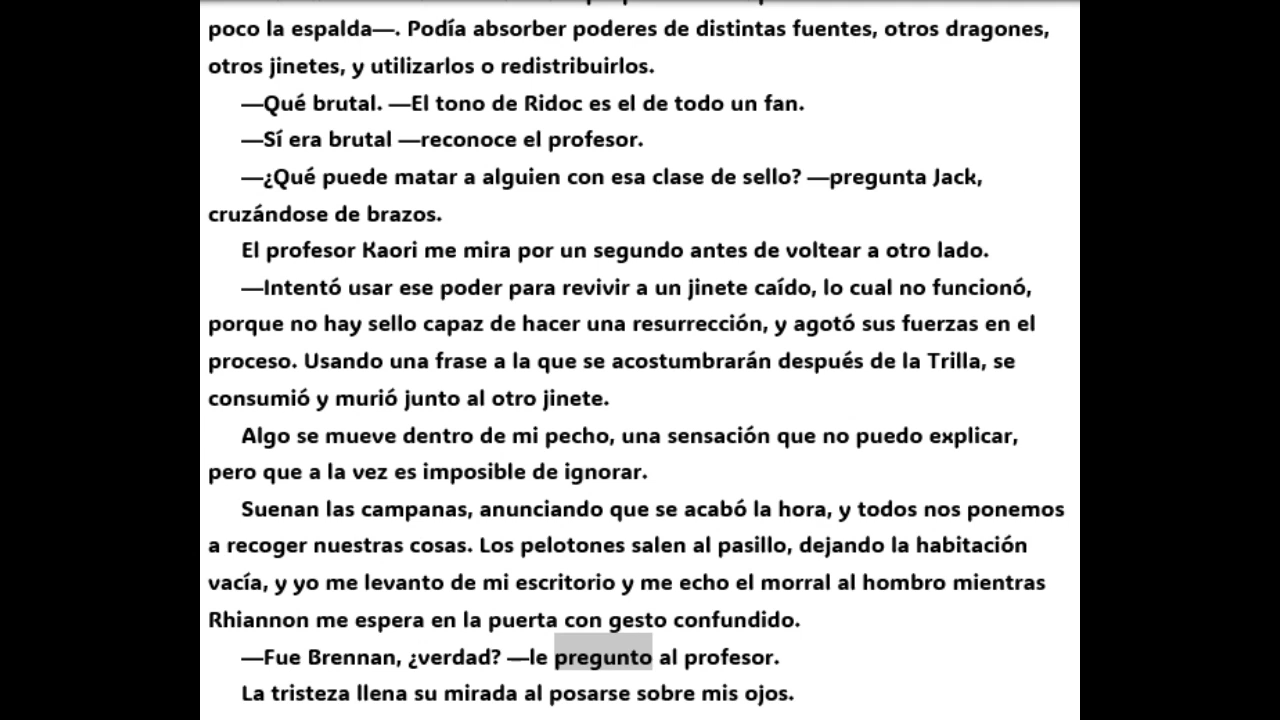 poco la espalda—. Podía absorber poderes de distintas fuentes, otros dragones,
otros jinetes, y utilizarlos o redistribuirlos.
—Qué brutal. —El tono de Ridoc es el de todo un fan.
—Sí era brutal —reconoce el profesor.
—¿Qué puede matar a alguien con esa clase de sello? —pregunta Jack,
cruzándose de brazos.
El profesor Kaori me mira por un segundo antes de voltear a otro lado.
—Intentó usar ese poder para revivir a un jinete caído, lo cual no funcionó,
porque no hay sello capaz de hacer una resurrección, y agotó sus fuerzas en el
proceso. Usando una frase a la que se acostumbrarán después de la Trilla, se
consumió y murió junto al otro jinete.
Algo se mueve dentro de mi pecho, una sensación que no puedo explicar,
pero que a la vez es imposible de ignorar.
Suenan las campanas, anunciando que se acabó la hora, y todos nos ponemos
a recoger nuestras cosas. Los pelotones salen al pasillo, dejando la habitación
vacía, y yo me levanto de mi escritorio y me echo el morral al hombro mientras
Rhiannon me espera en la puerta con gesto confundido.
—Fue Brennan, ¿verdad? —le pregunto al profesor.
La tristeza llena su mirada al posarse sobre mis ojos.